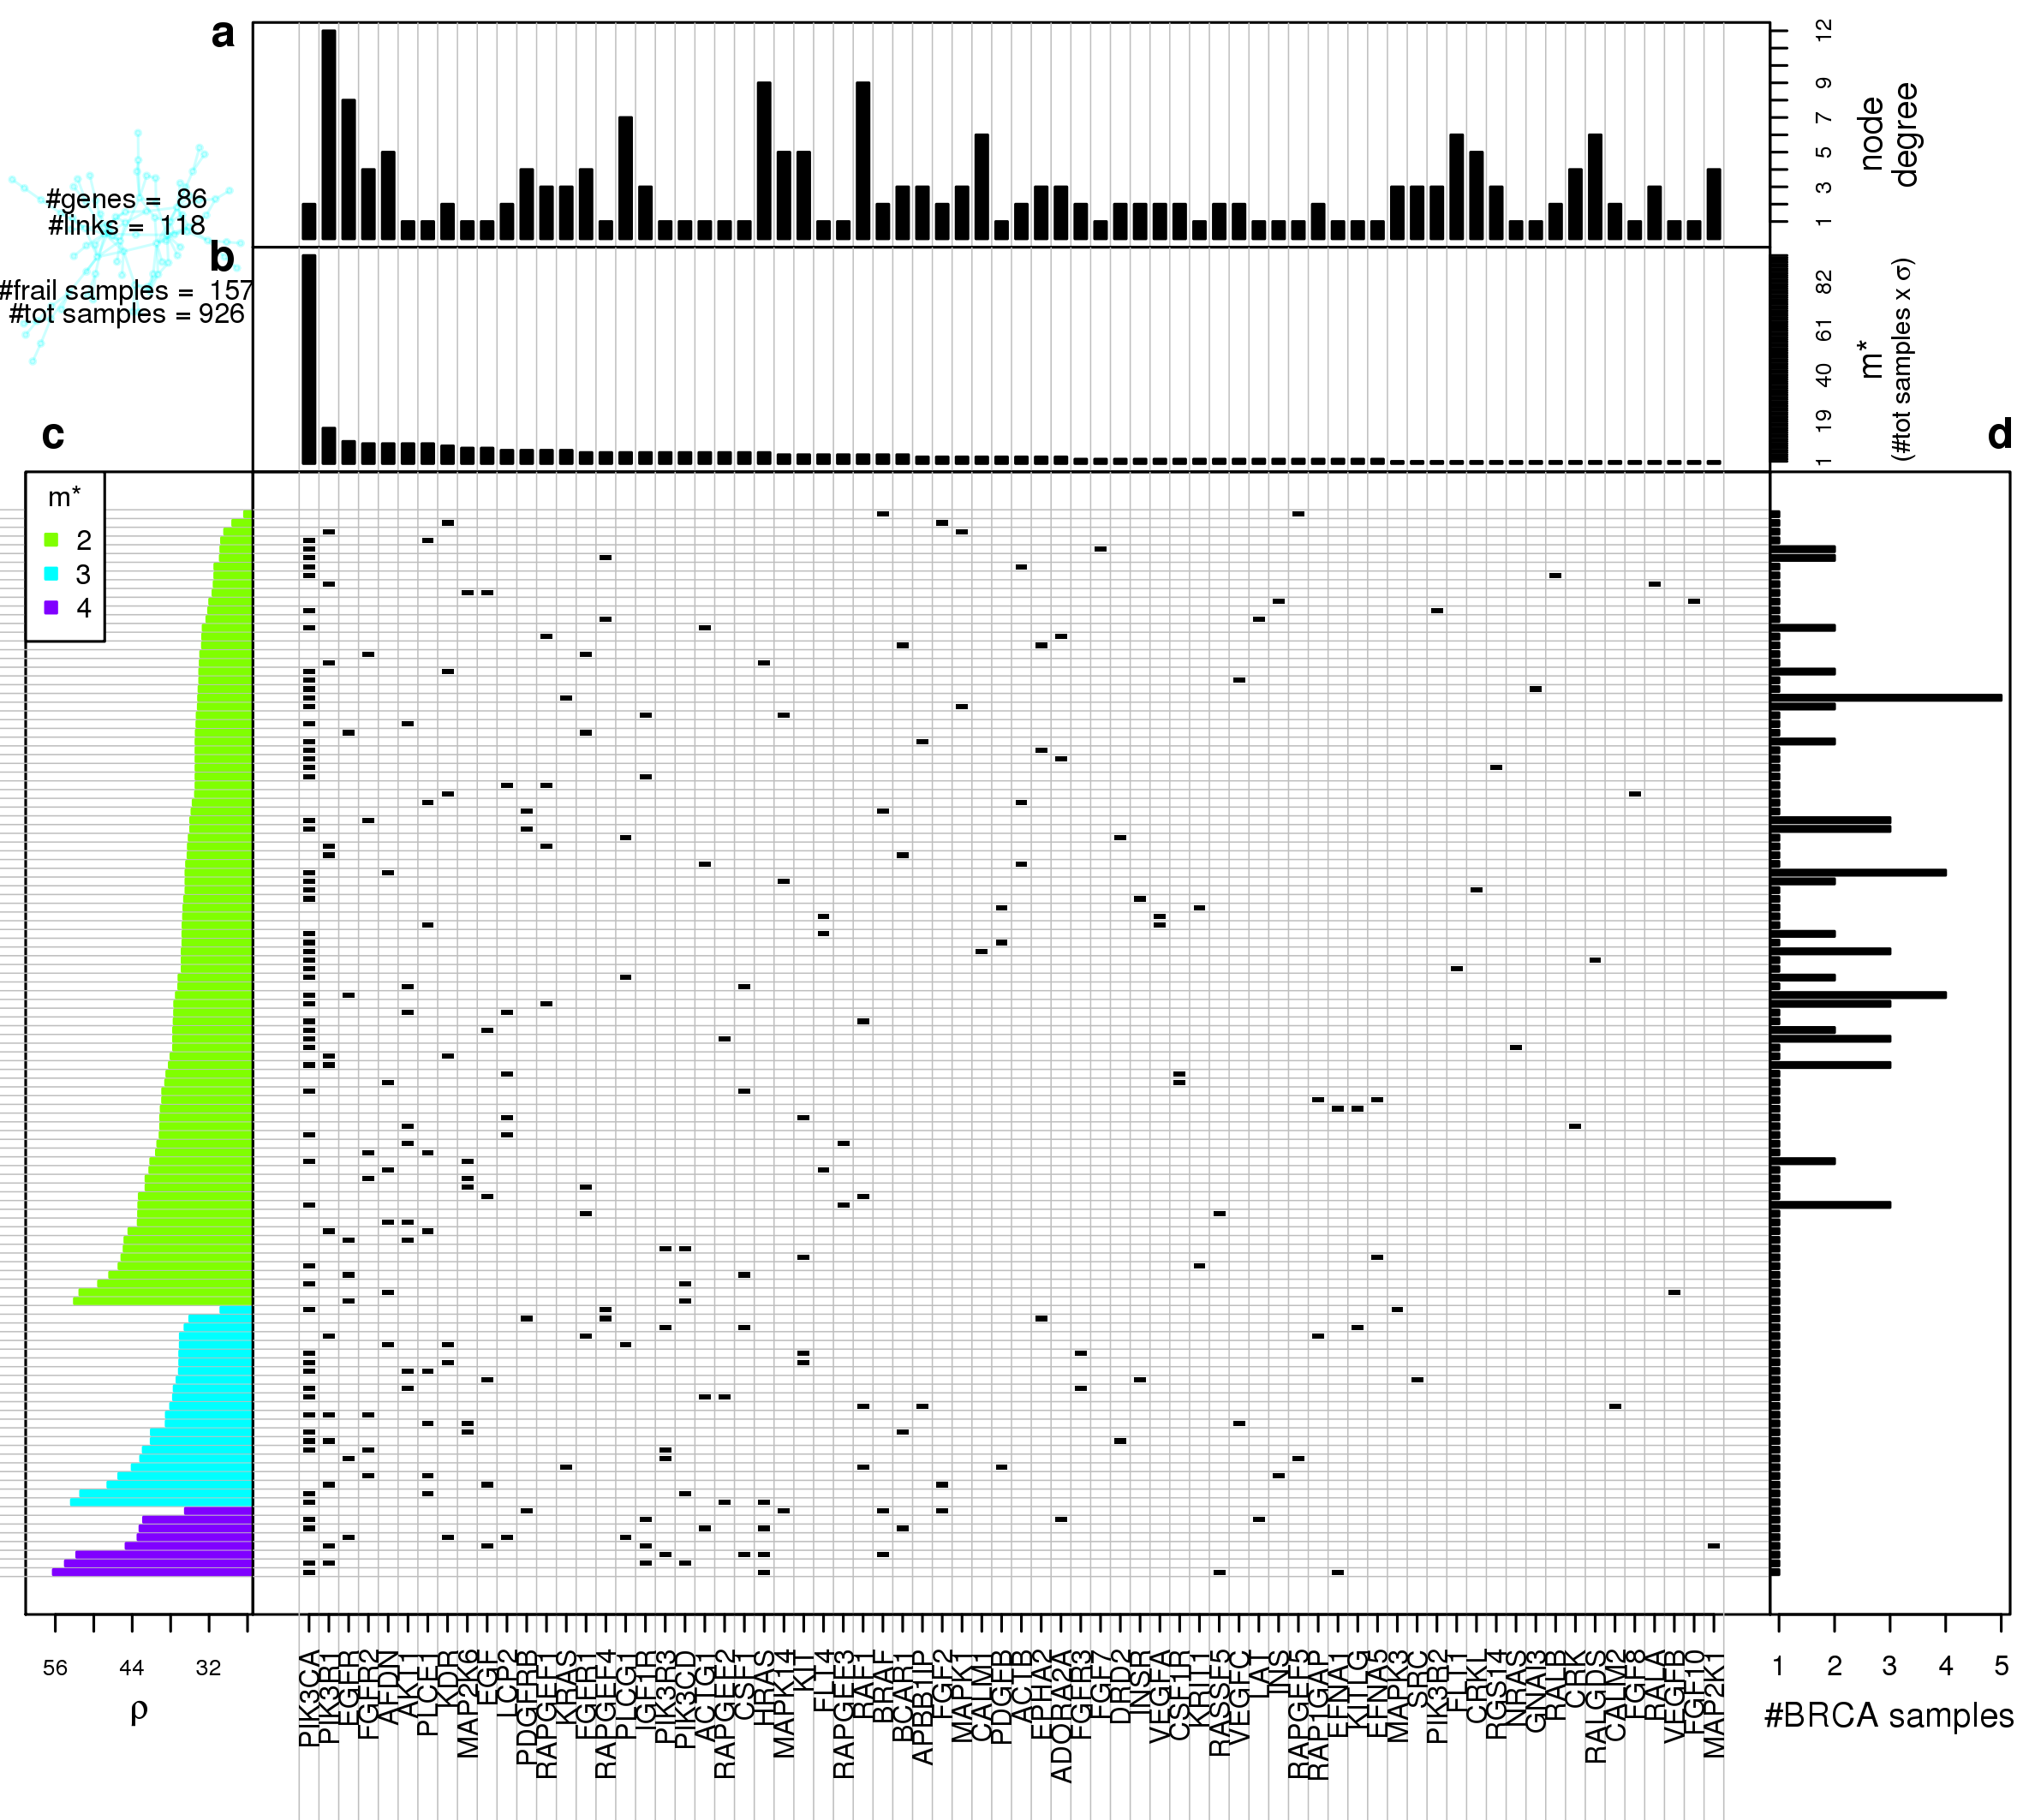 a
12
9
7
5
3
1
node
degree
#genes = 86
#links = 118
b
#frail samples = 157
#tot samples = 926
82
61
40
19
1
m*
(#tot samples x σ)
c
d
m*
2
3
4
56
44
32
ρ
PIK3CA
PIK3R1
EGFR
FGFR2
AFDN
AKT1
PLCE1
KDR
MAP2K6
EGF
LCP2
PDGFRB
RAPGEF1
KRAS
FGFR1
RAPGEF4
PLCG1
IGF1R
PIK3R3
PIK3CD
ACTG1
RAPGEF2
CSF1
HRAS
MAPK14
KIT
FLT4
RAPGEF3
RAF1
BRAF
BCAR1
APBB1IP
FGF2
MAPK1
CALM1
PDGFB
ACTB
EPHA2
ADORA2A
FGFR3
FGF7
DRD2
INSR
VEGFA
CSF1R
KRIT1
RASSF5
VEGFC
LAT
INS
RAPGEF5
RAP1GAP
EFNA1
KITLG
EFNA5
MAPK3
SRC
PIK3R2
FLT1
CRKL
RGS14
NRAS
GNAI3
RALB
CRK
RALGDS
CALM2
FGF8
RALA
VEGFB
FGF10
MAP2K1
1
2
3
4
5
#BRCA samples